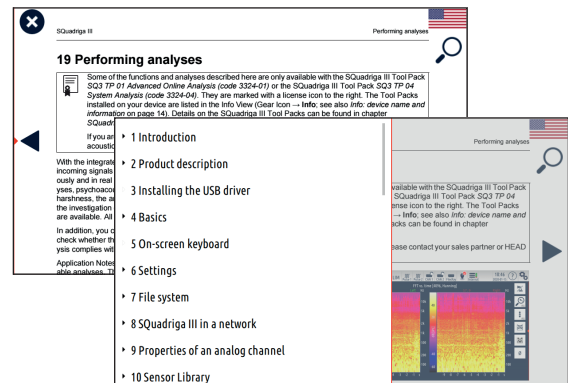 SQuadriga III Performing analyses
19 Performing analyses
Some of the functions and analyses described here are only available with the SQuadriga III Tool Pack
SQ3 TP 01 Advanced Online Analysis (code 3324-01) or the SQuadriga III Tool Pack SQ3 TP 04
System Analysis (code 3324-04). They are marked with a license icon to the right. The Tool Packs
installed on your device are listed in the Info View (Gear Icon → Info; see also Info: device name and
information on page 14). Details on the SQuadriga III Tool Packs can be found in chapter
SQuadr
If you ar
acoustic
With the integrate
incoming signals
ously and in real
yses, psychoacou
harshness, the a
the investigation
are available. All
In addition, you c
check whether th
ysis complies wit
Application Notes
able analyses. Th
1 Introduction
2 Product description
3 Installing the USB driver
4 Basics
5 On-screen keyboard
6 Settings
7 File system
8 SQuadriga III in a network
9 Properties of an analog channel
10 Sensor Library
Performing analyses
vailable with the SQuadriga III Tool Pack
SQuadriga III Tool Pack SQ3 TP 04
ense icon to the right. The Tool Packs
→ Info; see also Info: device name and
acks can be found in chapter
ease contact your sales partner or HEAD